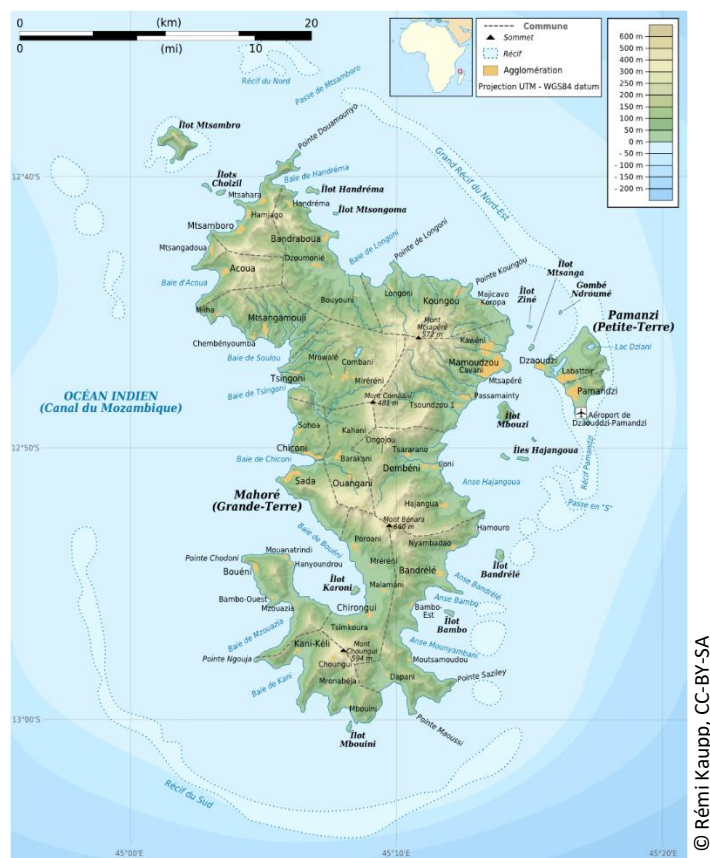 (km)
0 20
0 10
(mi)
Commune
Sommet
Récif
Agglomération
Projection UTM - WGS84 datum
600 m
500 m
400 m
300 m
200 m
150 m
100 m
50 m
0 m
- 50 m
- 100 m
- 150 m
- 200 m
Récif du Nord
Passe de Mtsamboro
Îlot Mtsambro
Pointe Douamounyo
Grand Récif du Nord-Est
12°40'S
Baie de Handréma
Îlots
Choizil
Îlot Handréma
Mtsahara
Handréma
Îlot Mtsongoma
Hamjago
Mtsamboro
Bandraboua
Mtsangadoua
Dzoumonié
Baie de Longoni
Pointe de Longoni
Acoua
Baie d'Acoua
Pointe Koungou
Îlot
Mtsanga
Longoni
Koungou
Bouyouni
Majicavo
Koropa
Îlot
Ziné
Gombé
Ndroumé
Mliha
Mtsangamouji
Mont
Mtsapéré
572 m
Pamanzi
(Petite-Terre)
Chembényoumba
Kawéni
Lac Dziani
Baie de Soulou
Mrowalé
Combani
Mamoudzou
Cavani
Dzaoudzi
Labattoir
Tsingoni
Miréréni
Mtsapéré
Pamandzi
Baie de Tsingoni
Mont Combani
481 m
Passamainty
OCÉAN INDIEN
(Canal du Mozambique)
Tsoundzou 1
Îlot
Mbouzi
Aéroport de
Dzaouddzi-Pamandzi
Sohoa
Kahani
Ongojou
12°50'S
Chiconi
Tsararano
Îles Hajangoua
Baie de Chiconi
Barakani
Dembéni
Iloni
Récif Pamandzi
Sada
Ouangani
Anse Hajangoua
Mahoré
(Grande-Terre)
Hajangua
Passe en "S"
Mont Bénara
660 m
Hamouro
Baie de Bouéni
Poroani
Nyambadao
Mouanatrindi
Pointe Chodoni
Hanyoundrou
Mréréni
Îlot
Bandrélé
Bouéni
Bandrélé
Îlot
Karoni
Malamani
Anse Bandrélé
Bambo-Ouest
Anse Bambo
Mzouazia
Chirongui
Bambo-
Est
Îlot
Bambo
Baie de Mzouazia
Tsimkoura
Kani-Kéli
Mont
Choungui
594 m
Anse Mounyambani
Pointe Ngouja
Choungui
Moutsamoudou
Baie de Kani
Mronabéja
Dapani
Pointe Saziley
Mbouini
Pointe Maoussi
13°00'S
Îlot
Mbouini
Récif du Sud
45°00'E
45°10'E
45°20'E
© Rémi Kaupp, CC-BY-SA